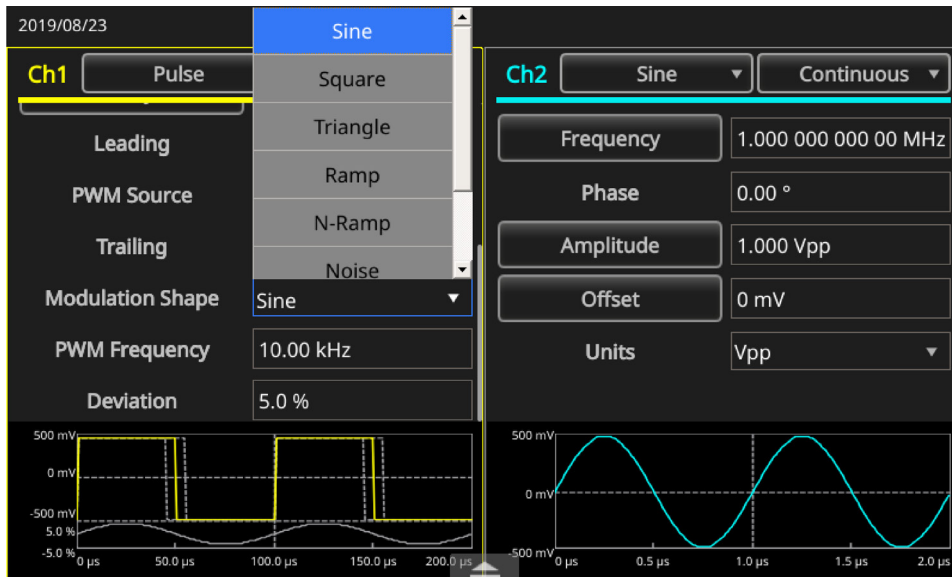 2019/08/23
Ch1 Pulse
Leading
PWM Source
Trailing
Modulation Shape Sine
PWM Frequency 10.00 kHz
Deviation 5.0 %
Sine
Square
Triangle
Ramp
N-Ramp
Noise
500 mV
0 mV
-500 mV
5.0 %
-5.0 %
0 µs 50.0 µs 100.0 µs 150.0 µs 200.0 µs
Ch2 Sine Continuous
Frequency 1.000 000 000 00 MHz
Phase 0.00 °
Amplitude 1.000 Vpp
Offset 0 mV
Units Vpp
500 mV
0 mV
-500 mV
0 µs 0.5 µs 1.0 µs 1.5 µs 2.0 µs